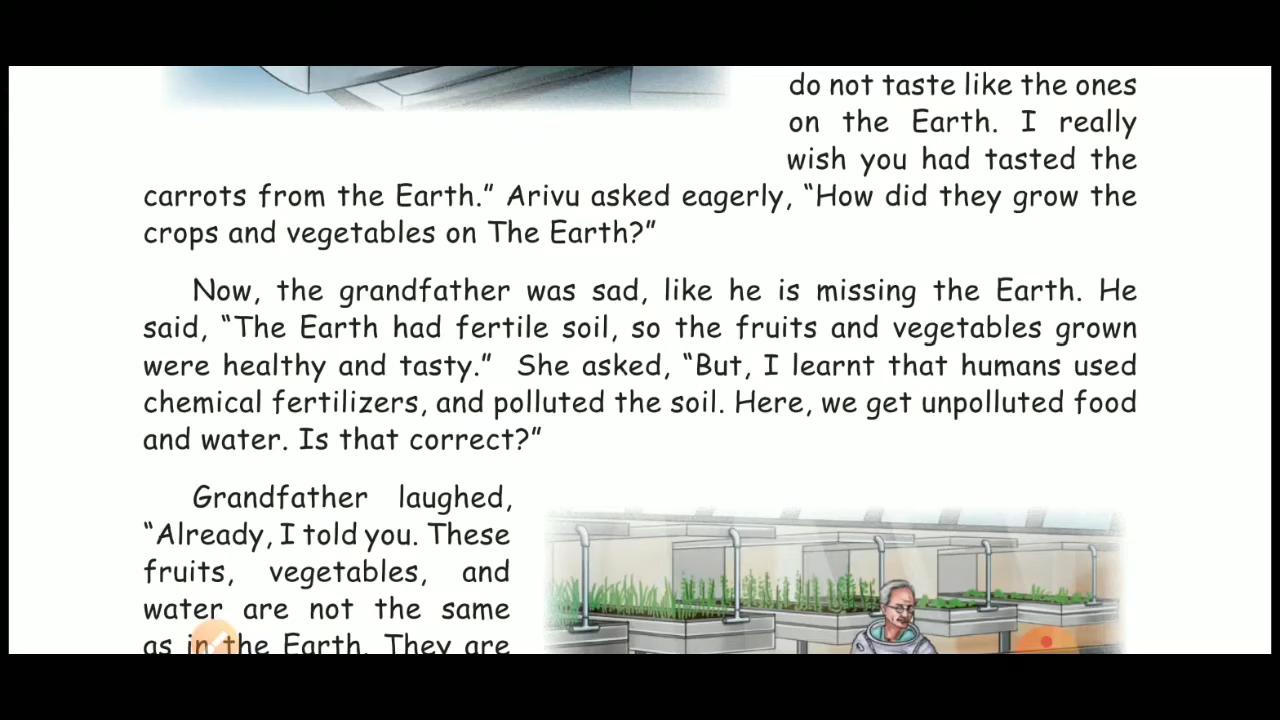 do not taste like the ones
on the Earth. I really
wish you had tasted the
carrots from the Earth.” Arivu asked eagerly, “How did they grow the
crops and vegetables on The Earth?”
Now, the grandfather was sad, like he is missing the Earth. He
said, “The Earth had fertile soil, so the fruits and vegetables grown
were healthy and tasty.” She asked, “But, I learnt that humans used
chemical fertilizers, and polluted the soil. Here, we get unpolluted food
and water. Is that correct?”
Grandfather laughed,
“Already, I told you. These
fruits, vegetables, and
water are not the same
as in the Earth. They are